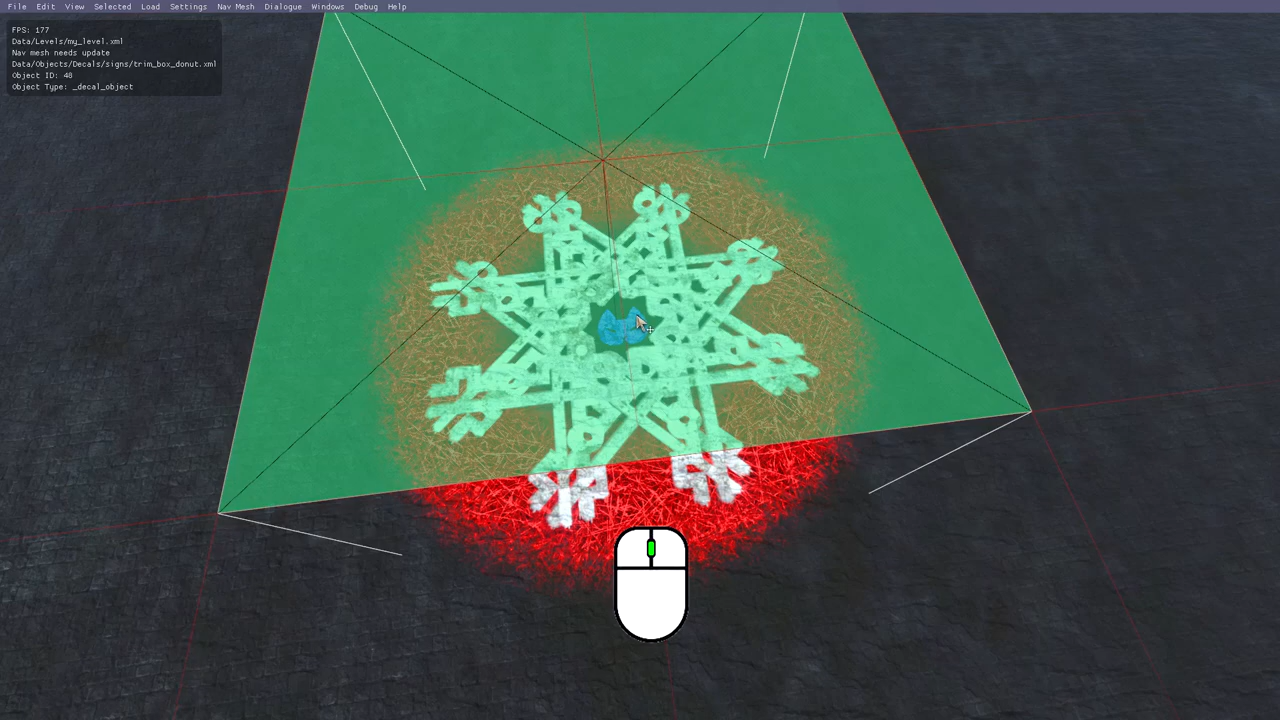 File Edit View Selected Load Settings Nav Mesh Dialogue Windows Debug Help
FPS: 177
Data/Levels/my_level.xml
Nav mesh needs update
Data/Objects/Decals/signs/trim_box_donut.xml
Object ID: 48
Object Type: _decal_object